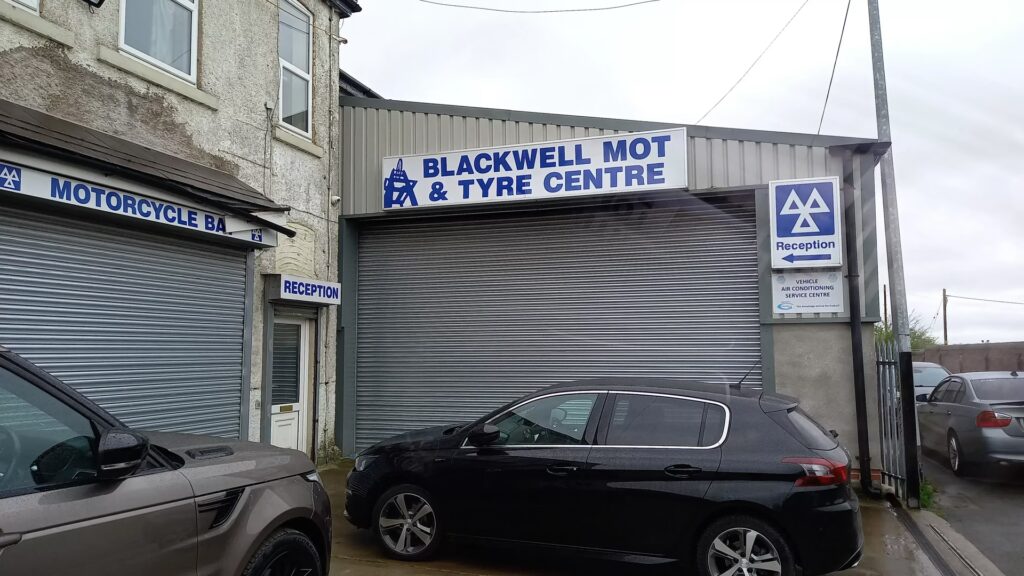 MOTORCYCLE BA
RECEPTION
BLACKWELL MOT
& TYRE CENTRE
Reception
VEHICLE
AIR CONDITIONING
SERVICE CENTRE